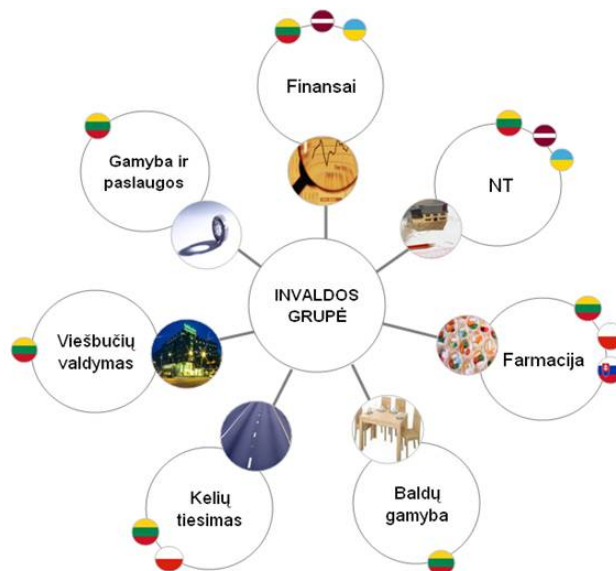 Finansai
NT
Farmacija
Baldų
gamyba
Kelių
tiesimas
Viešbučių
valdymas
Gamyba ir
paslaugos
INVALDOS
GRUPĖ